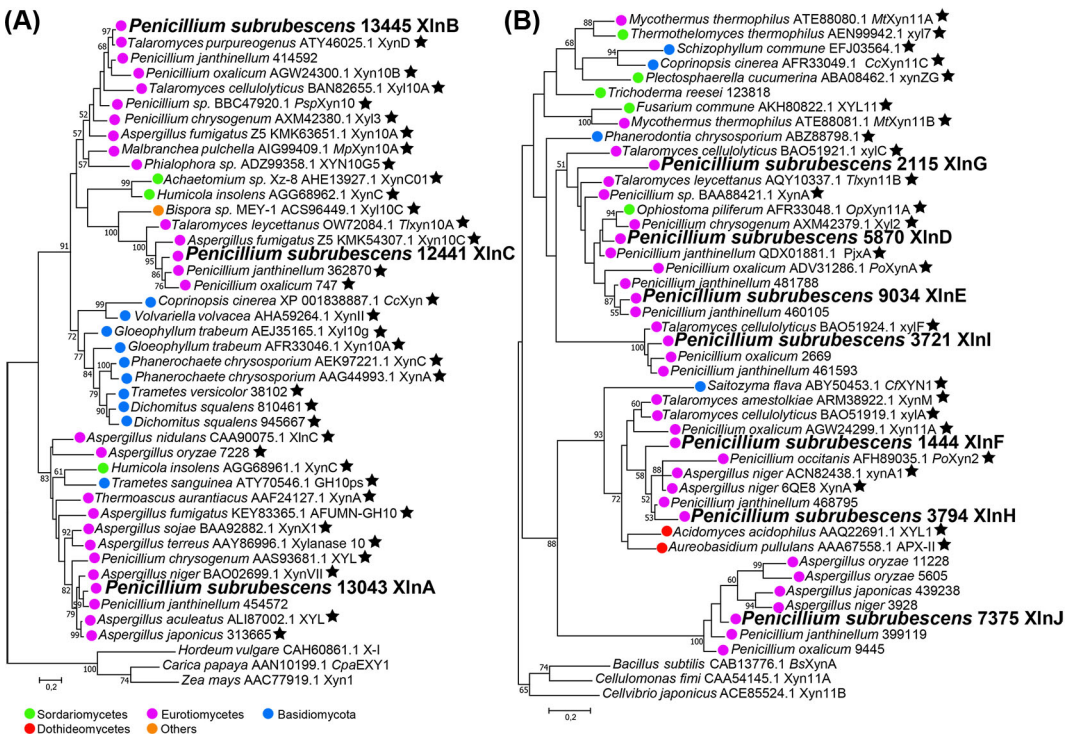 (A)
97
Penicillium subrubescens 13445 XlnB
Talaromyces purpureogenus ATY46025.1 XynD ★
68
Penicillium janthinellum 414592
Penicillium oxalicum AGW24300.1 Xyn10B ★
Talaromyces cellulolyticus BAN82655.1 Xyl10A ★
Penicillium sp. BBC47920.1 PspXyn10 ★
52
Penicillium chrysogenum AXM42380.1 Xyl3 ★
57
Aspergillus fumigatus Z5 KMK63651.1 Xyn10A ★
Malbranchea pulchella AIG99409.1 MpXyn10A ★
57
Phialophora sp. ADZ99358.1 XYN10G5 ★
99
Achaetomium sp. Xz-8 AHE13927.1 XynC01 ★
Humicola insolens AGG68962.1 XynC ★
Bispora sp. MEY-1 ACS96449.1 Xyl10C ★
100
Talaromyces leycettanus OW72084.1 Tlxyn10A ★
91
100
Aspergillus fumigatus Z5 KMK54307.1 Xyn10C ★
95
Penicillium subrubescens 12441 XlnC
86
Penicillium janthinellum 362870 ★
76
Penicillium oxalicum 747 ★
99
Coprinopsis cinerea XP 001838887.1 CcXyn ★
Volvariella volvacea AHA59264.1 XynII ★
72
Gloeophyllum trabeum AEJ35165.1 Xyl10g ★
77
Gloeophyllum trabeum AFR33046.1 Xyn10A ★
84
100
Phanerochaete chrysosporium AEK97221.1 XynC ★
Phanerochaete chrysosporium AAG44993.1 XynA ★
79
Trametes versicolor 38102 ★
90
Dichomitus squalens 810461 ★
Dichomitus squalens 945667 ★
Aspergillus nidulans CAA90075.1 XlnC ★
Aspergillus oryzae 7228 ★
83
61
Humicola insolens AGG68961.1 XynC ★
Trametes sanguinea ATY70546.1 GH10ps ★
Thermoascus aurantiacus AAF24127.1 XynA ★
Aspergillus fumigatus KEY83365.1 AFUMN-GH10 ★
Aspergillus sojae BAA92882.1 XynX1 ★
92
Aspergillus terreus AAY86996.1 Xylanase 10 ★
Penicillium chrysogenum AAS93681.1 XYL ★
Aspergillus niger BAO02699.1 XynVII ★
82
Penicillium subrubescens 13043 XlnA
59
Penicillium janthinellum 454572
79
Aspergillus aculeatus ALI87002.1 XYL ★
99
Aspergillus japonicus 313665 ★
Hordeum vulgare CAH60861.1 X-I
100
Carica papaya AAN10199.1 CpaEXY1
74
Zea mays AAC77919.1 Xyn1
0,2
Sordariomycetes
Eurotiomycetes
Basidiomycota
Dothideomycetes
Others
(B)
88
Mycothermus thermophilus ATE88080.1 MtXyn11A ★
Thermothelomyces thermophilus AEN99942.1 xyl7 ★
68
94
Schizophyllum commune EFJ03564.1 ★
Coprinopsis cinerea AFR33049.1 CcXyn11C ★
Plectosphaerella cucumerina ABA08462.1 xynZG ★
Trichoderma reesei 123818
Fusarium commune AKH80822.1 XYL11 ★
100
Mycothermus thermophilus ATE88081.1 MtXyn11B ★
Phanerodontia chrysosporium ABZ88798.1 ★
Talaromyces cellulolyticus BAO51921.1 xylC ★
51
Penicillium subrubescens 2115 XlnG
Talaromyces leycettanus AQY10337.1 Tlxyn11B ★
Penicillium sp. BAA88421.1 XynA ★
94
Ophiostoma piliferum AFR33048.1 OpXyn11A ★
Penicillium chrysogenum AXM42379.1 Xyl2 ★
Penicillium subrubescens 5870 XlnD
Penicillium janthinellum QDX01881.1 PjxA ★
Penicillium oxalicum ADV31286.1 PoXynA ★
Penicillium janthinellum 481788
87
Penicillium subrubescens 9034 XlnE
55
Penicillium janthinellum 460105
Talaromyces cellulolyticus BAO51924.1 xylF ★
Penicillium subrubescens 3721 XlnI
100
Penicillium oxalicum 2669
Penicillium janthinellum 461593
Saitozyma flava ABY50453.1 CfXYN1 ★
Talaromyces amestolkiae ARM38922.1 XynM ★
60
Talaromyces cellulolyticus BAO51919.1 xylA ★
Penicillium oxalicum AGW24299.1 Xyn11A ★
93
Penicillium subrubescens 1444 XlnF
Penicillium occitanis AFH89035.1 PoXyn2 ★
58
88
Aspergillus niger ACN82438.1 xynA1 ★
72
Aspergillus niger 6QE8 XynA ★
52
Penicillium janthinellum 468795
53
Penicillium subrubescens 3794 XlnH
Acidomyces acidophilus AAQ22691.1 XYL1 ★
88
Aureobasidium pullulans AAA67558.1 APX-II ★
99
Aspergillus oryzae 11228
Aspergillus oryzae 5605
60
Aspergillus japonicas 439238
94
Aspergillus niger 3928
Penicillium subrubescens 7375 XlnJ
100
Penicillium janthinellum 399119
Penicillium oxalicum 9445
74
Bacillus subtilis CAB13776.1 BsXynA
Cellulomonas fimi CAA54145.1 Xyn11A
65
Cellvibrio japonicus ACE85524.1 Xyn11B
0,2